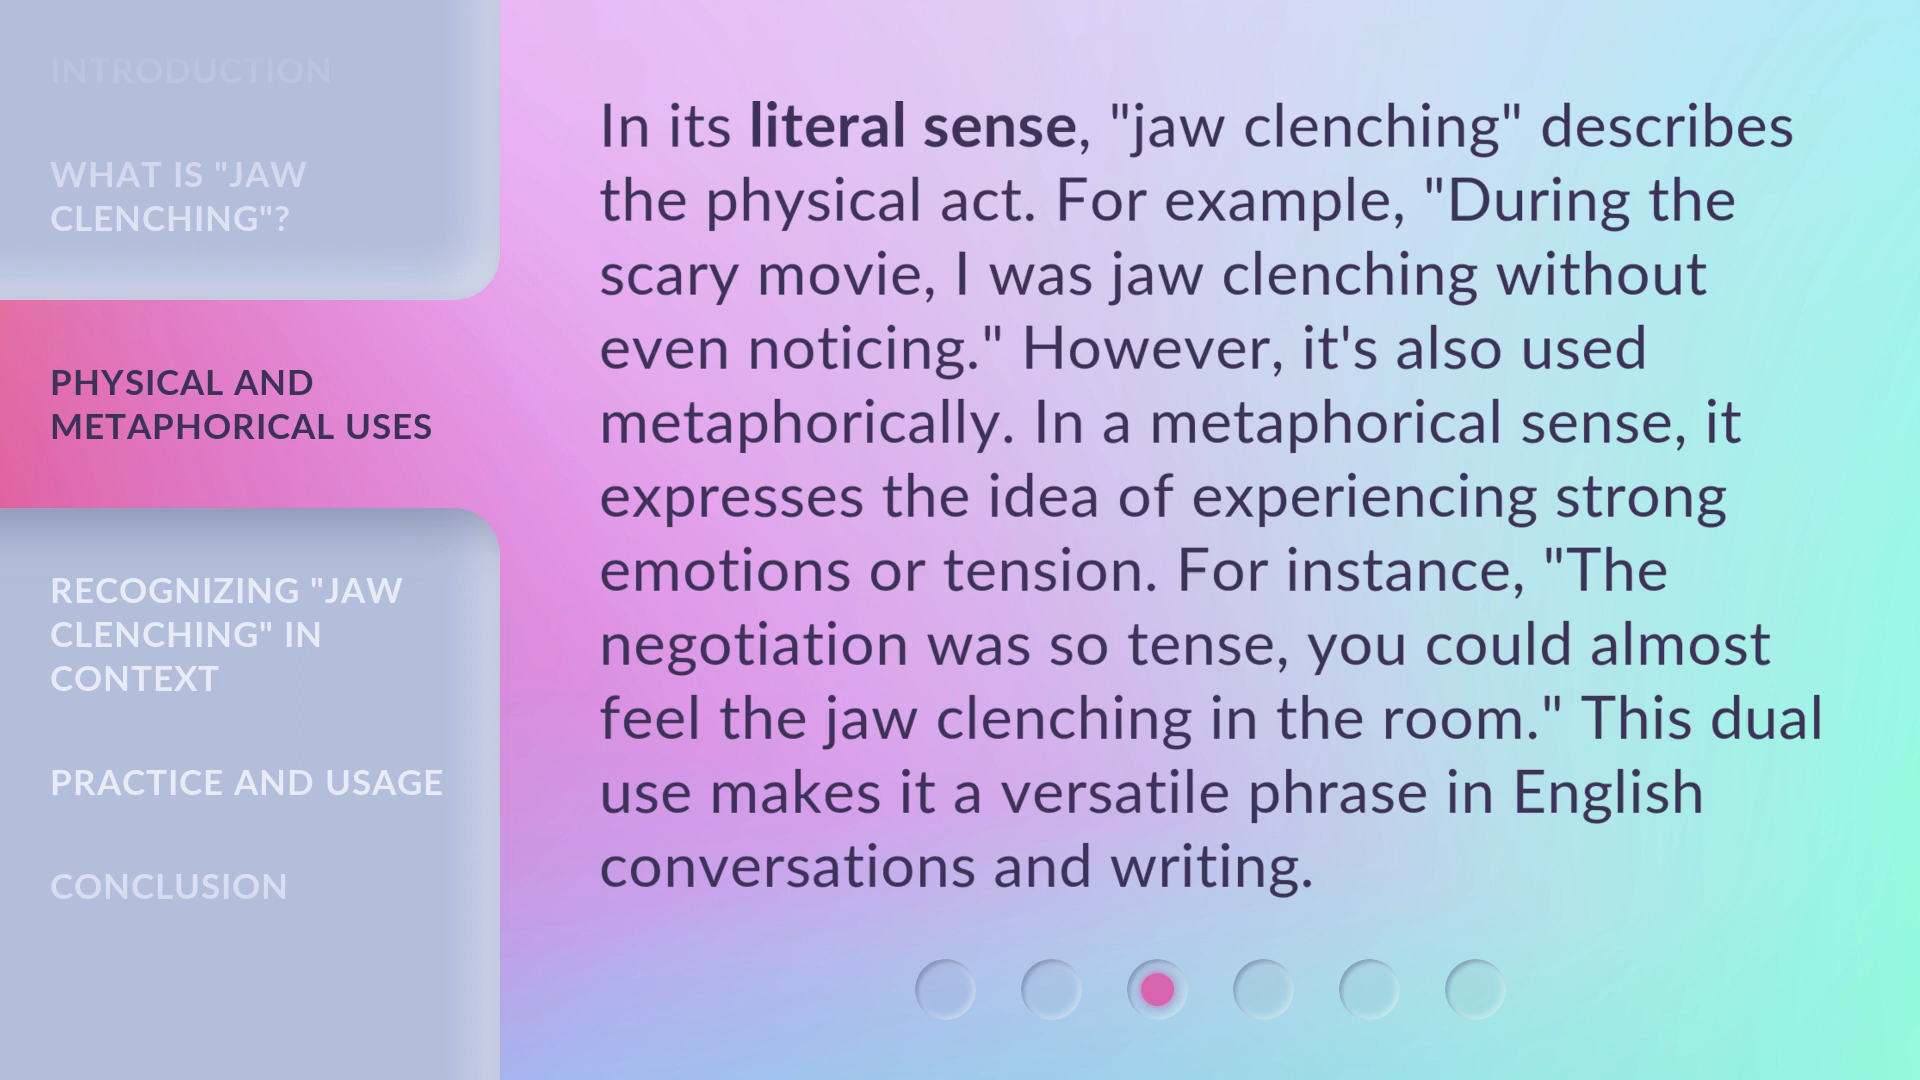 INTRODUCTION
WHAT IS "JAW
CLENCHING"?
PHYSICAL AND
METAPHORICAL USES
RECOGNIZING "JAW
CLENCHING" IN
CONTEXT
PRACTICE AND USAGE
CONCLUSION
In its literal sense, "jaw clenching" describes
the physical act. For example, "During the
scary movie, I was jaw clenching without
even noticing." However, it's also used
metaphorically. In a metaphorical sense, it
expresses the idea of experiencing strong
emotions or tension. For instance, "The
negotiation was so tense, you could almost
feel the jaw clenching in the room." This dual
use makes it a versatile phrase in English
conversations and writing.